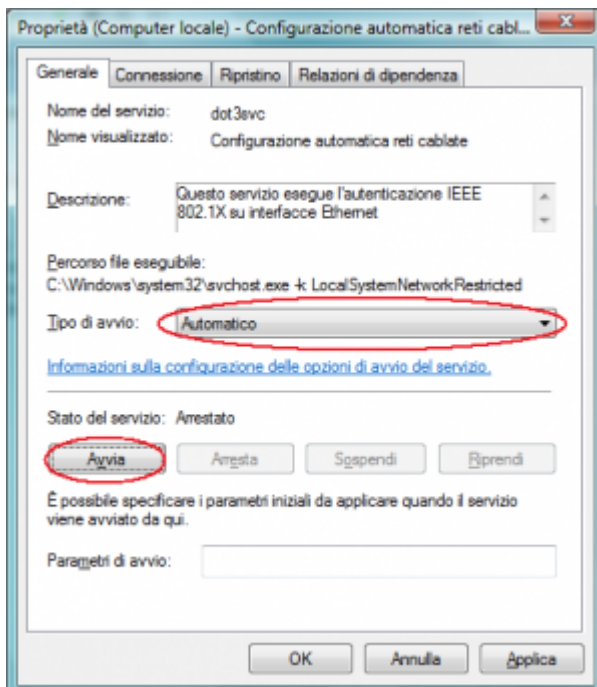 Proprietà (Computer locale) - Configurazione automatica reti cabl...
Generale Connessione Ripristino Relazioni di dipendenza
Nome del servizio: dot3svc
Nome visualizzato: Configurazione automatica reti cablate
Descrizione: Questo servizio esegue l'autenticazione IEEE
802.1X su interfacce Ethernet
Percorso file eseguibile:
C:\Windows\system32\svchost.exe -k LocalSystemNetworkRestricted
Tipo di avvio: Automatico
Informazioni sulla configurazione delle opzioni di avvio del servizio.
Stato del servizio: Arrestato
Avvia Arresta Sospendi Riprendi
È possibile specificare i parametri iniziali da applicare quando il servizio
viene avviato da qui.
Parametri di avvio:
OK Annulla Applica